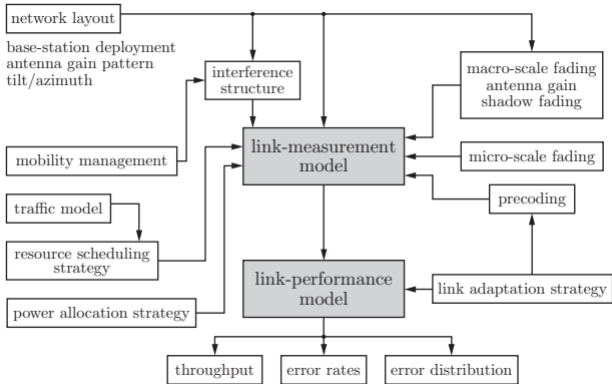 network layout
base-station deployment
antenna gain pattern
tilt/azimuth
interference
structure
macro-scale fading
antenna gain
shadow fading
mobility management
link-measurement
model
micro-scale fading
traffic model
precoding
resource scheduling
strategy
link-performance
model
link adaptation strategy
power allocation strategy
throughput
error rates
error distribution